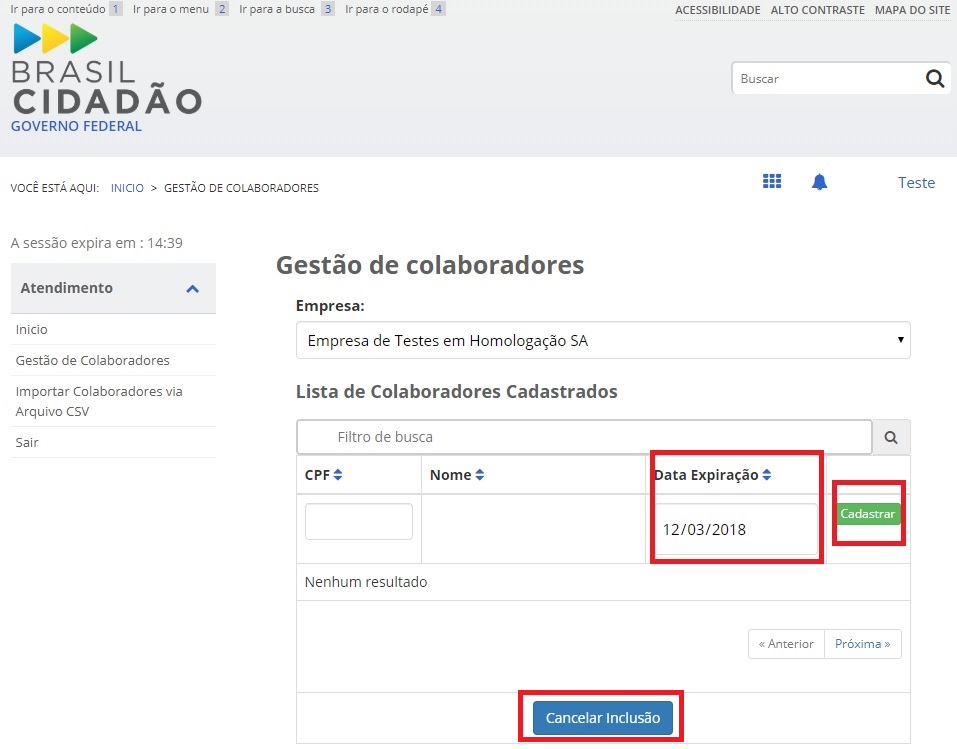 Ir para o conteúdo 1 Ir para o menu 2 Ir para a busca 3 Ir para o rodapé 4
ACESSIBILIDADE ALTO CONTRASTE MAPA DO SITE
BRASIL
CIDADÃO
GOVERNO FEDERAL
Buscar
VOCÊ ESTÁ AQUI: INICIO > GESTÃO DE COLABORADORES
Teste
A sessão expira em : 14:39
Atendimento
Inicio
Gestão de Colaboradores
Importar Colaboradores via
Arquivo CSV
Sair
Gestão de colaboradores
Empresa:
Empresa de Testes em Homologação SA
Lista de Colaboradores Cadastrados
Filtro de busca
CPF Nome Data Expiração
12/03/2018
Cadastrar
Nenhum resultado
« Anterior Próxima »
Cancelar Inclusão